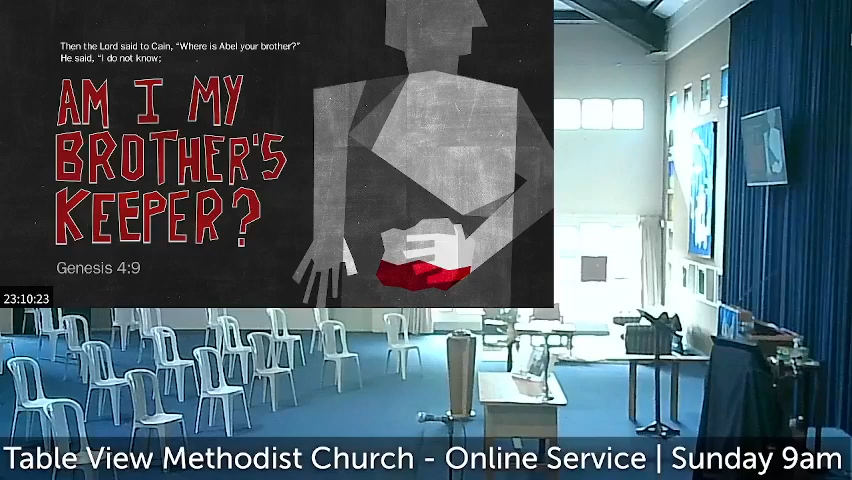 Then the Lord said to Cain, “Where is Abel your brother?”
He said, “I do not know;
AM I MY
BROTHER'S
KEEPER?
Genesis 4:9
23:10:23
Table View Methodist Church - Online Service | Sunday 9am